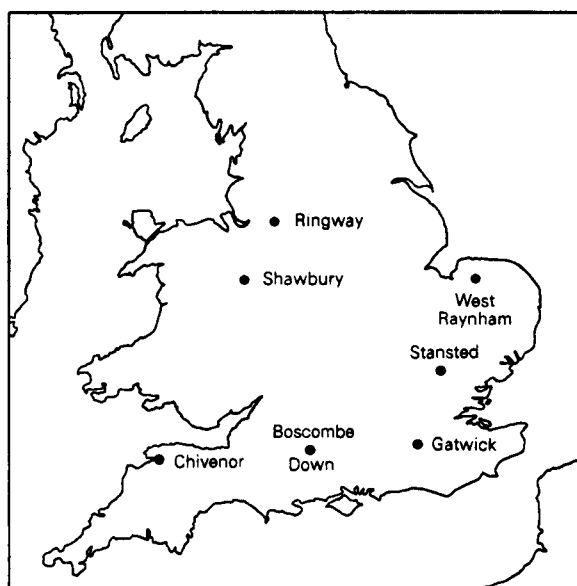 Ringway
Shawbury
West
Raynham
Stansted
Boscombe
Down
Gatwick
Chivenor